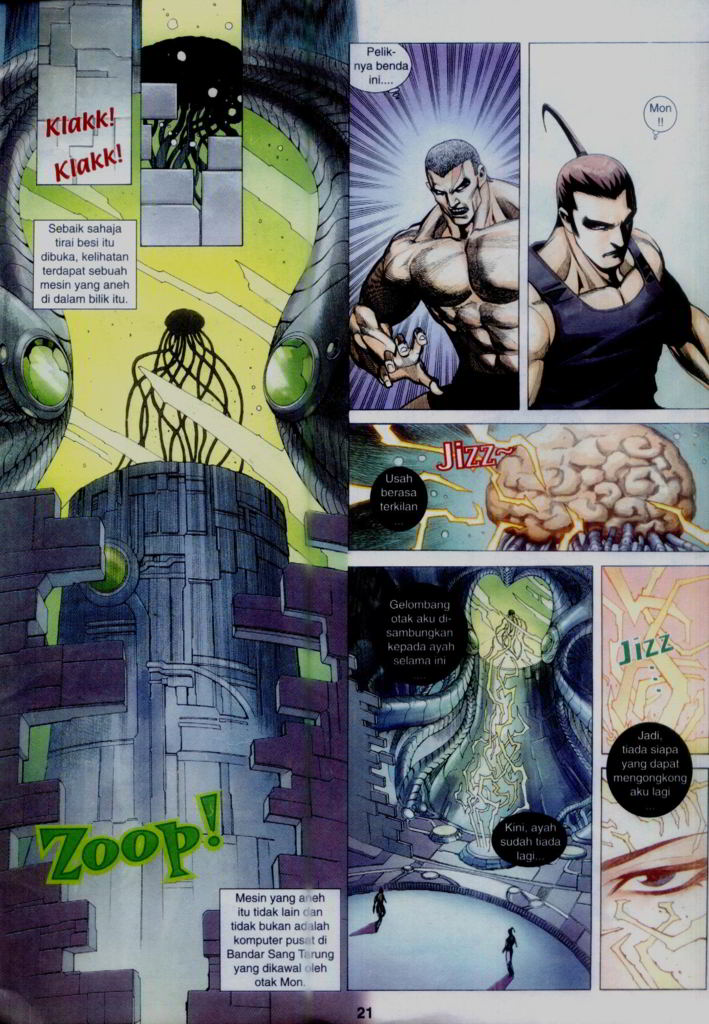 Klakk!
Klakk!
Sebaik sahaja
tirai besi itu
dibuka, kelihatan
terdapat sebuah
mesin yang aneh
di dalam bilik itu.
Zoop!
Mesin yang aneh
itu tidak lain dan
tidak bukan adalah
komputer pusat di
Bandar Sang Tarung
yang dikawal oleh
otak Mon.
Pelik-
nya benda
ini....
Mon
!!
Jizz~
Usah
berasa
terkilan
...
Gelombang
otak aku di-
sambungkan
kepada ayah
selama ini
....
Kini, ayah
sudah tiada
lagi...
Jizz
...
Jadi,
tiada siapa
yang dapat
mengongkong
aku lagi
...
21